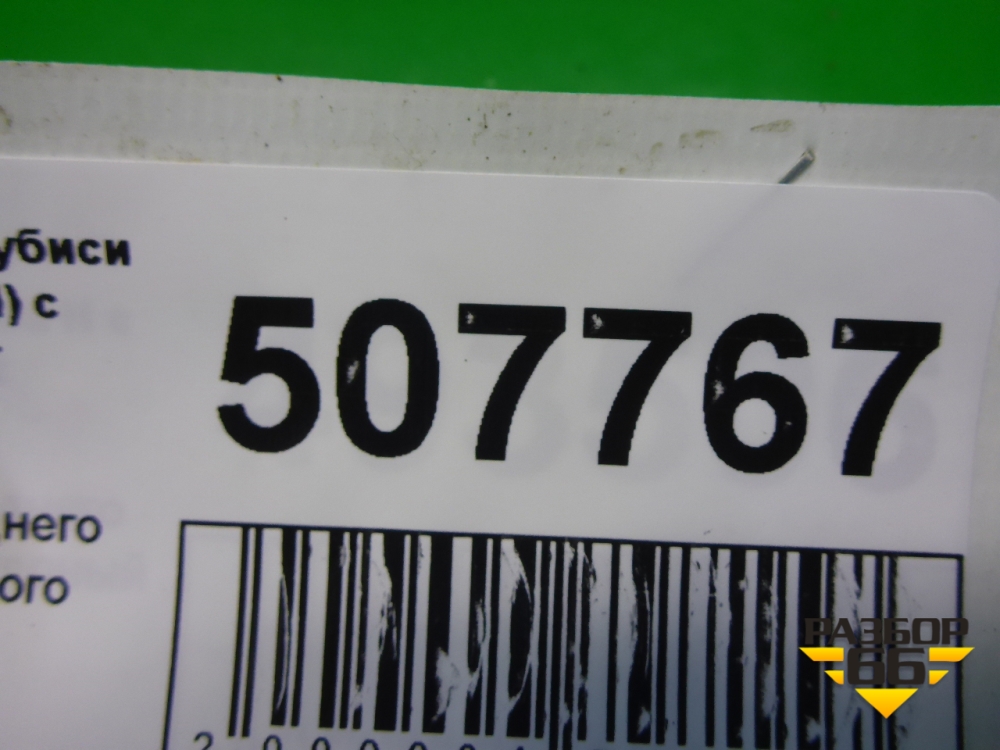 убиси
) с
507767
него
ого
РАЗБОР
66